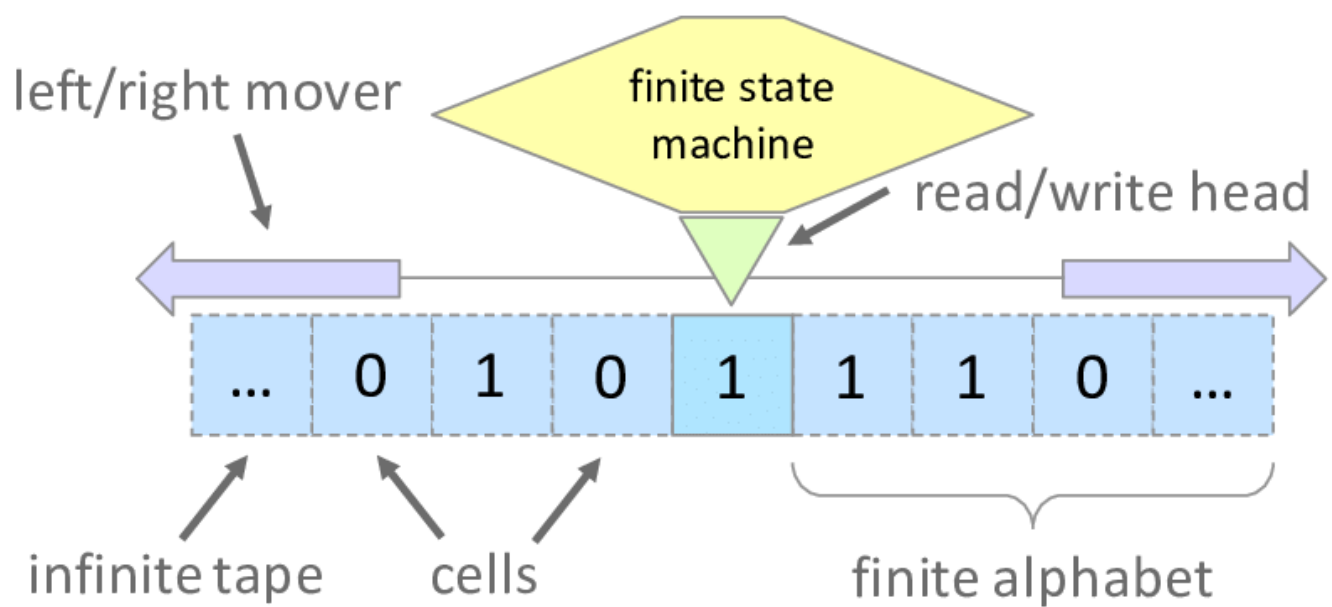 finite state
machine
left/right mover
read/write head
... 0 1 0 1 1 1 0 ...
infinite tape
cells
finite alphabet